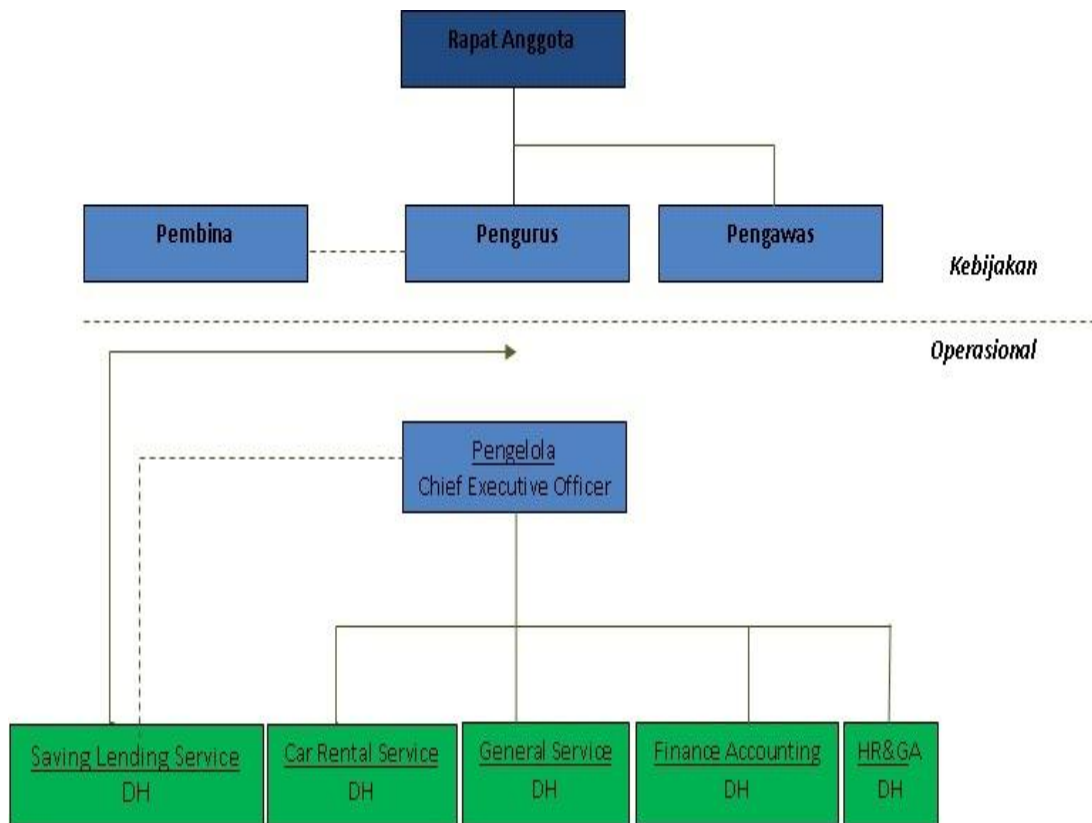 Rapat Anggota
Pembina
Pengurus
Pengawas
Kebijakan
Operasional
Pengelola
Chief Executive Officer
Saving Lending Service
DH
Car Rental Service
DH
General Service
DH
Finance Accounting
DH
HR&GA
DH